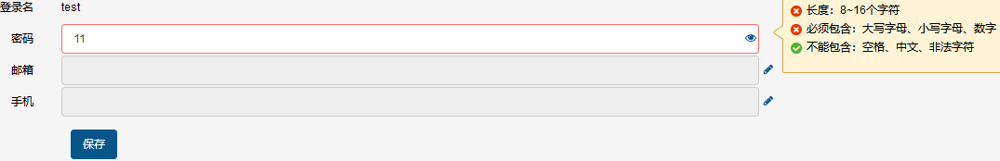 登录名 test
长度：8~16个字符
密码 11
必须包含：大写字母、小写字母、数字
不能包含：空格、中文、非法字符
邮箱
手机
保存